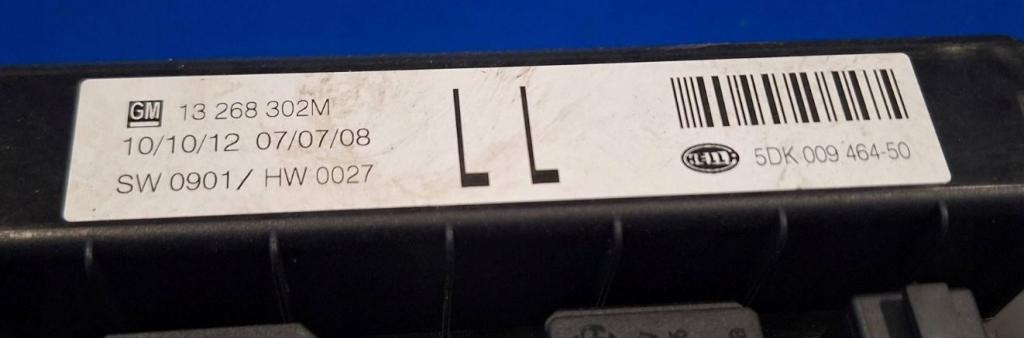 GM 13 268 302M
10/10/12 07/07/08
SW 0901/ HW 0027
LL
HELLA 5DK 009 464-50